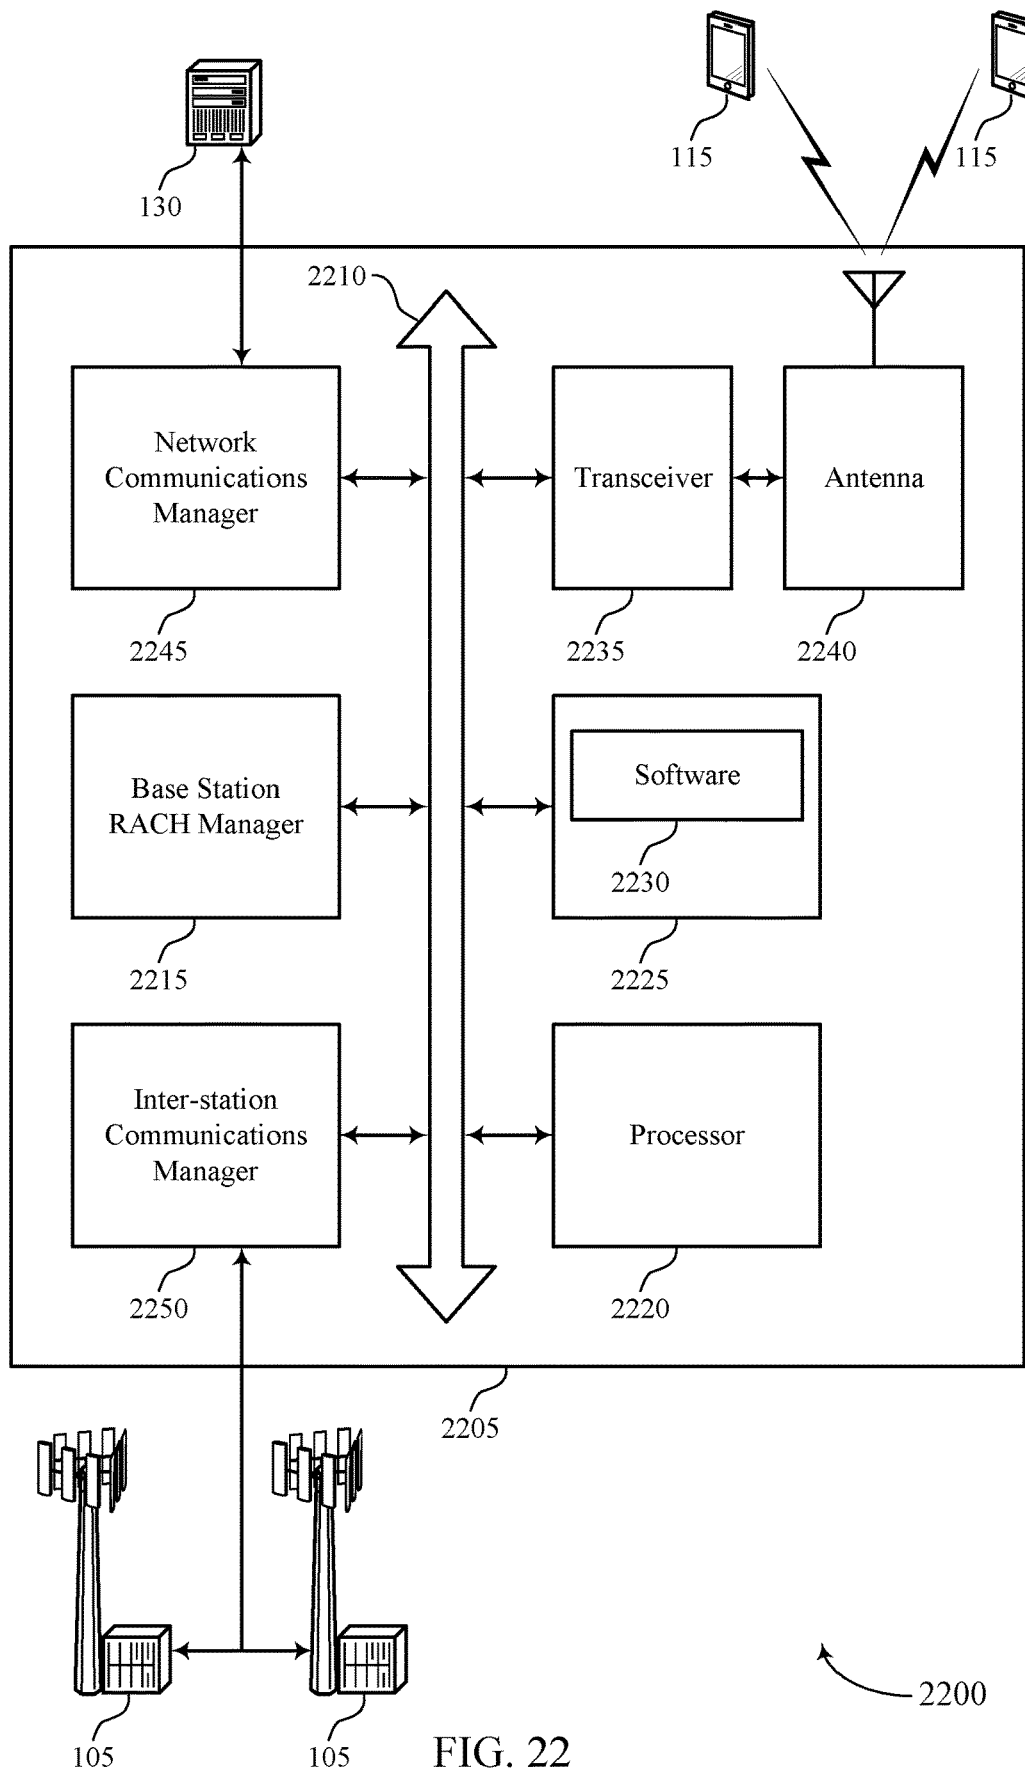 130
115
115
2210
Network
Communications
Manager
Transceiver
Antenna
2245
2235
2240
Base Station
RACH Manager
Software
2230
2215
2225
Inter-station
Communications
Manager
Processor
2250
2220
2205
2200
105
105
FIG. 22